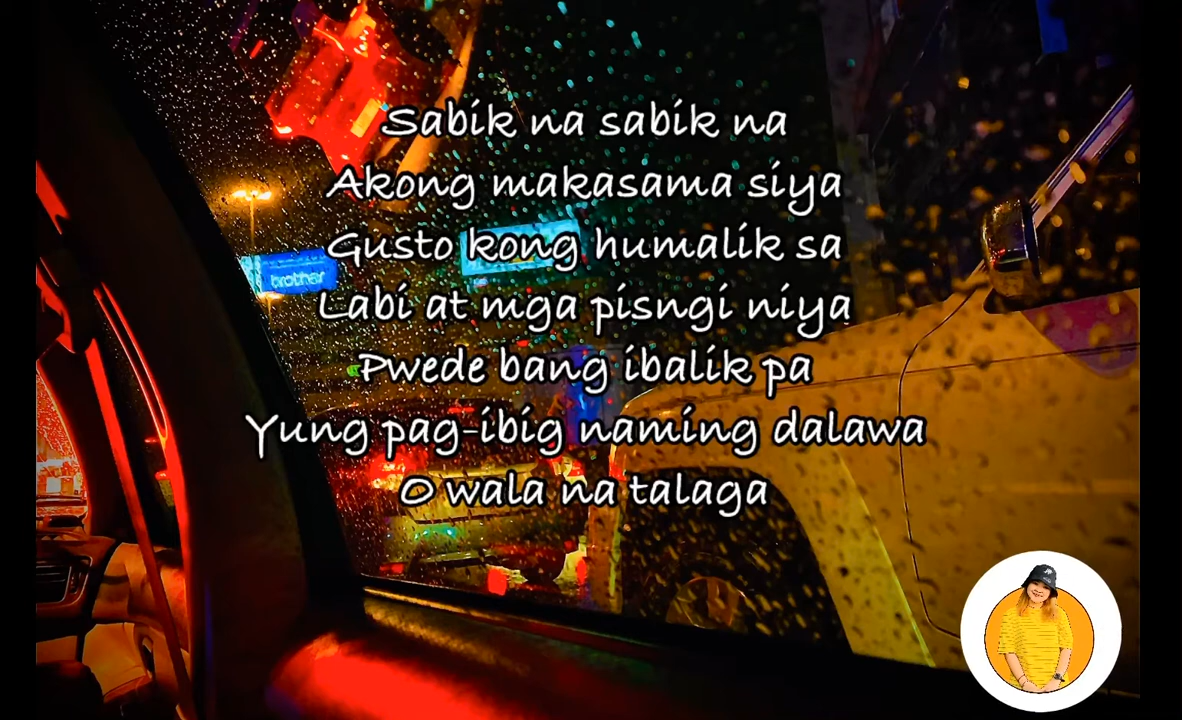 Sabik na sabik na
Akong makasama siya
Gusto kong humalik sa
Labi at mga pisngi niya
Pwede bang ibalik pa
Yung pag-ibig naming dalawa
O wala na talaga
brother